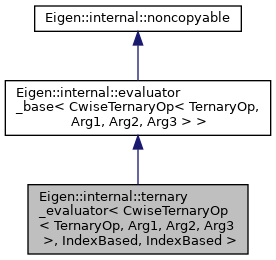 Eigen::internal::noncopyable
Eigen::internal::evaluator
_base< CwiseTernaryOp< TernaryOp,
Arg1, Arg2, Arg3 > >
Eigen::internal::ternary
_evaluator< CwiseTernaryOp
< TernaryOp, Arg1, Arg2, Arg3
>, IndexBased, IndexBased >